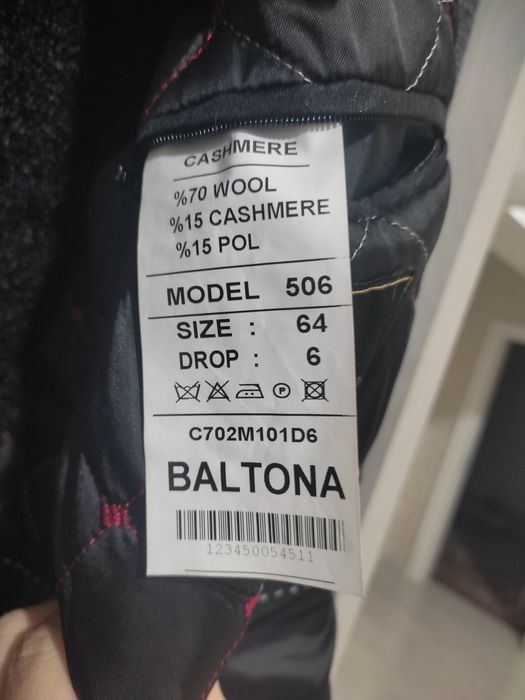 CASHMERE
%70 WOOL
%15 CASHMERE
%15 POL
MODEL 506
SIZE : 64
DROP : 6
C702M101D6
BALTONA
123450054511